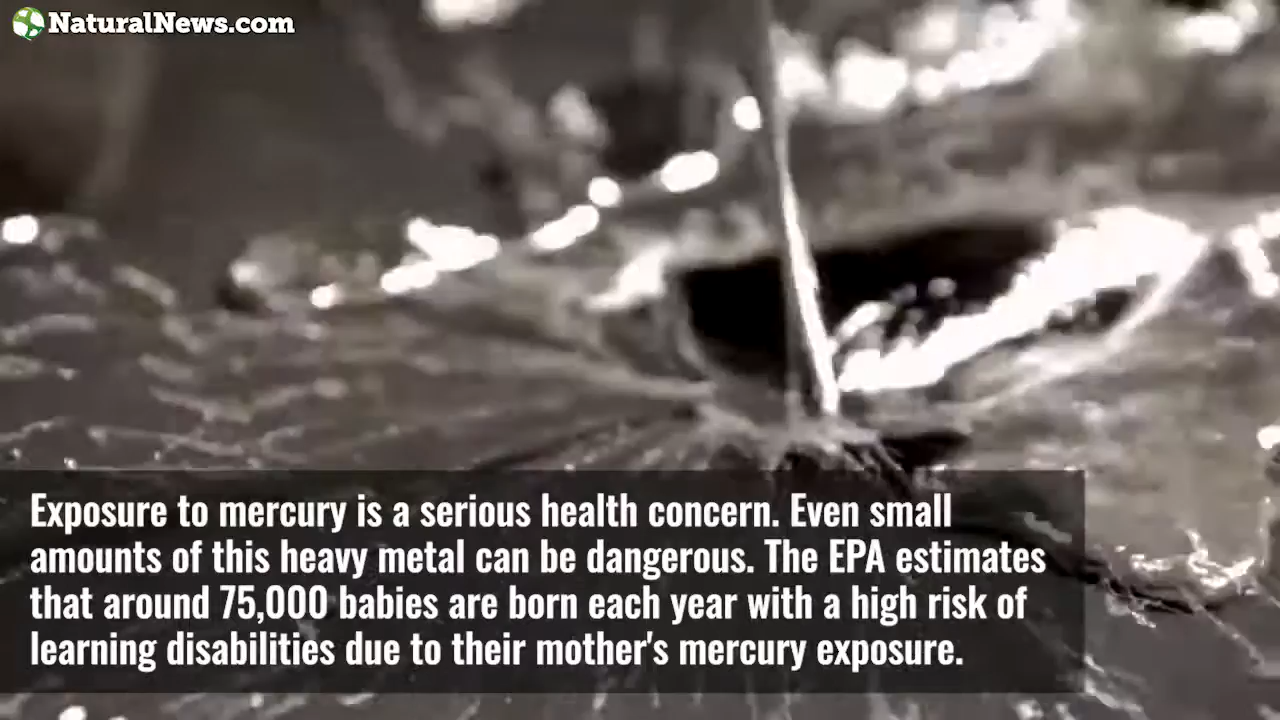 NaturalNews.com
Exposure to mercury is a serious health concern. Even small
amounts of this heavy metal can be dangerous. The EPA estimates
that around 75,000 babies are born each year with a high risk of
learning disabilities due to their mother's mercury exposure.